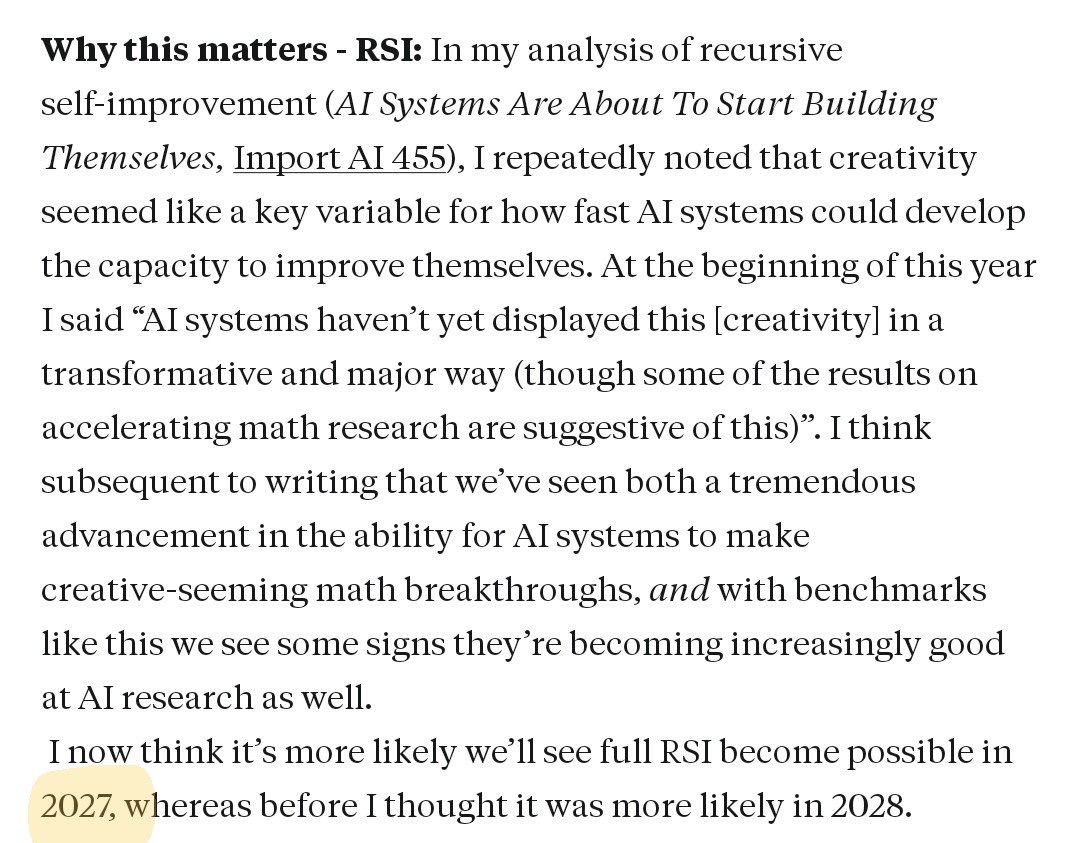 Why this matters - RSI: In my analysis of recursive
self-improvement (AI Systems Are About To Start Building
Themselves, Import AI 455), I repeatedly noted that creativity
seemed like a key variable for how fast AI systems could develop
the capacity to improve themselves. At the beginning of this year
I said “AI systems haven’t yet displayed this [creativity] in a
transformative and major way (though some of the results on
accelerating math research are suggestive of this)”. I think
subsequent to writing that we’ve seen both a tremendous
advancement in the ability for AI systems to make
creative-seeming math breakthroughs, and with benchmarks
like this we see some signs they’re becoming increasingly good
at AI research as well.
I now think it’s more likely we’ll see full RSI become possible in
2027, whereas before I thought it was more likely in 2028.